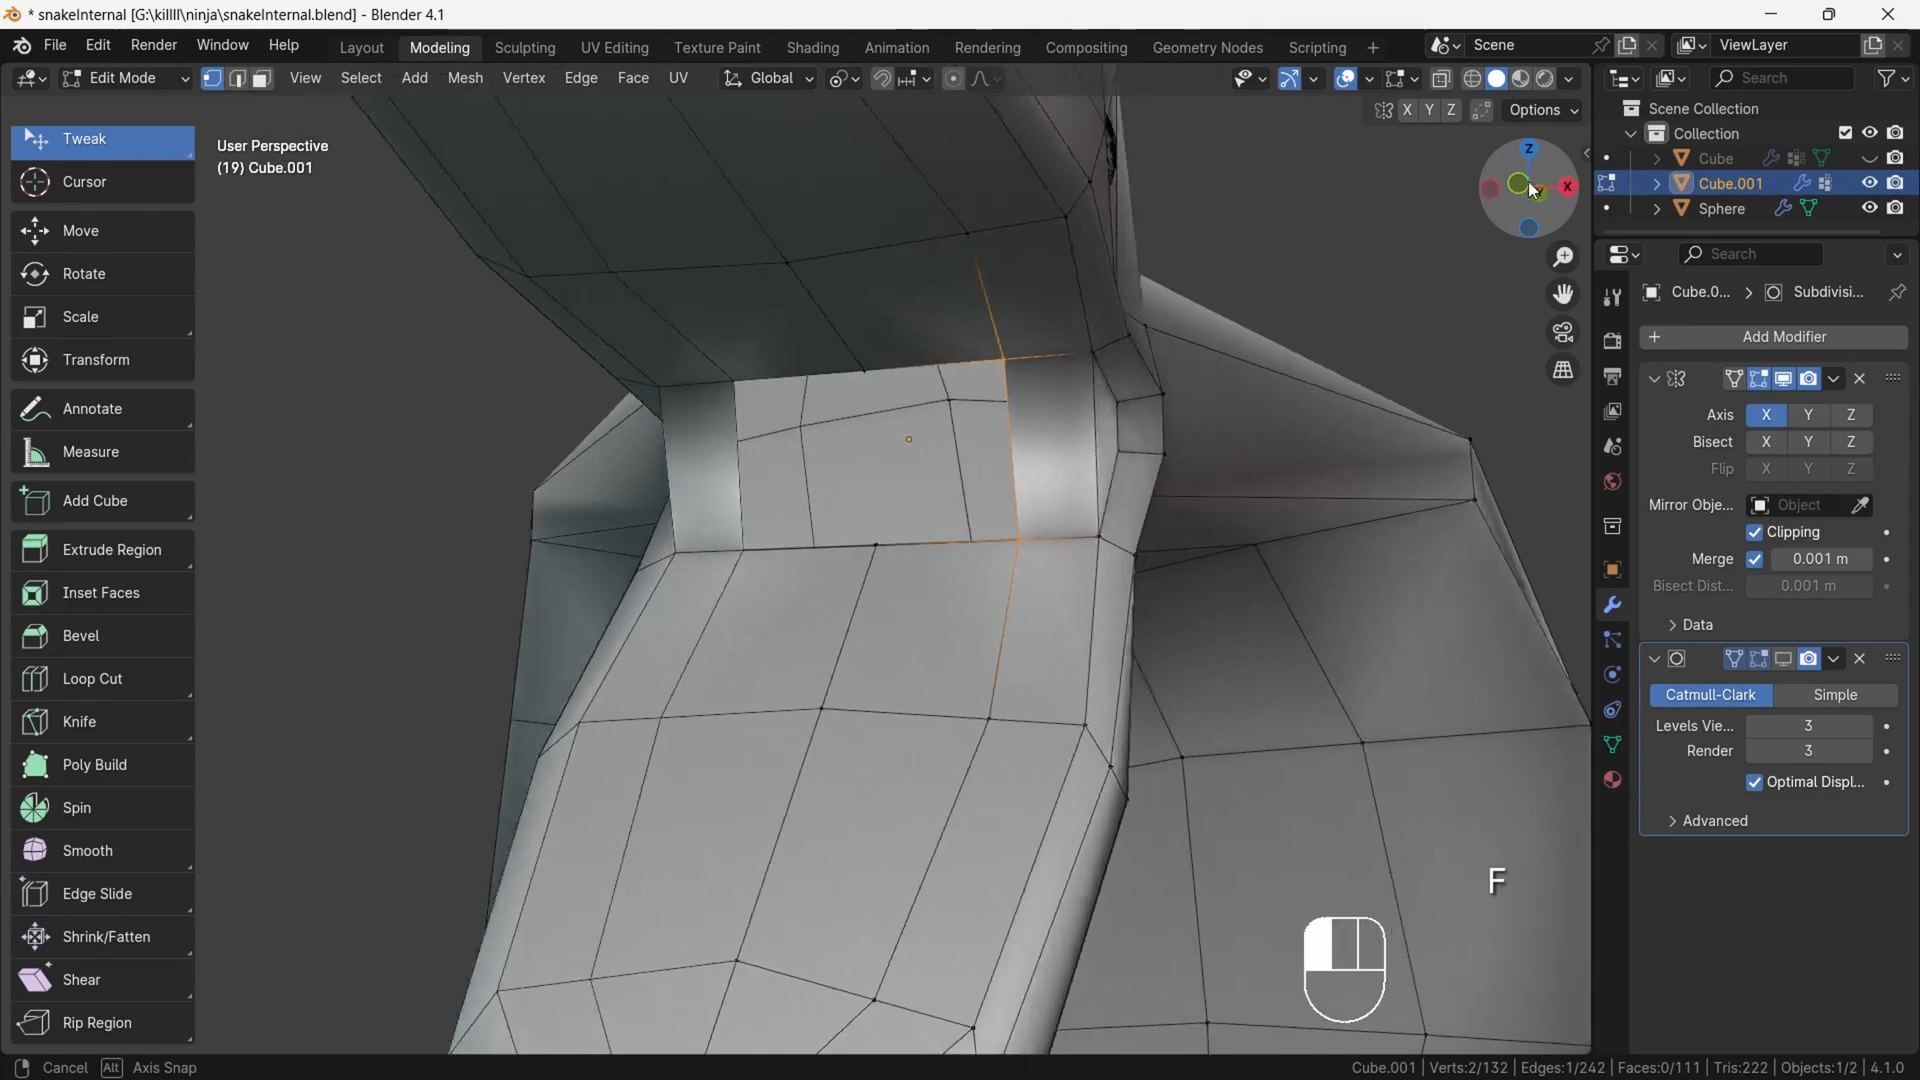 * snakeInternal [G:\killll\ninja\snakeInternal.blend] - Blender 4.1
File Edit Render Window Help
Layout Modeling Sculpting UV Editing Texture Paint Shading Animation Rendering Compositing Geometry Nodes Scripting +
Scene
ViewLayer
Edit Mode
View Select Add Mesh Vertex Edge Face UV
Global
Search
X Y Z
Options
Tweak
Cursor
Move
Rotate
Scale
Transform
Annotate
Measure
Add Cube
Extrude Region
Inset Faces
Bevel
Loop Cut
Knife
Poly Build
Spin
Smooth
Edge Slide
Shrink/Fatten
Shear
Rip Region
User Perspective
(19) Cube.001
Z
X
Y
F
Scene Collection
Collection
Cube
Cube.001
Sphere
Search
Cube.0... > Subdivisi...
+ Add Modifier
Axis X Y Z
Bisect X Y Z
Flip X Y Z
Mirror Obje... Object
Clipping
Merge 0.001 m
Bisect Dist... 0.001 m
Data
Catmull-Clark Simple
Levels Vie... 3
Render 3
Optimal Displ...
Advanced
Cancel Alt Axis Snap
Cube.001 | Verts:2/132 | Edges:1/242 | Faces:0/111 | Tris:222 | Objects:1/2 | 4.1.0